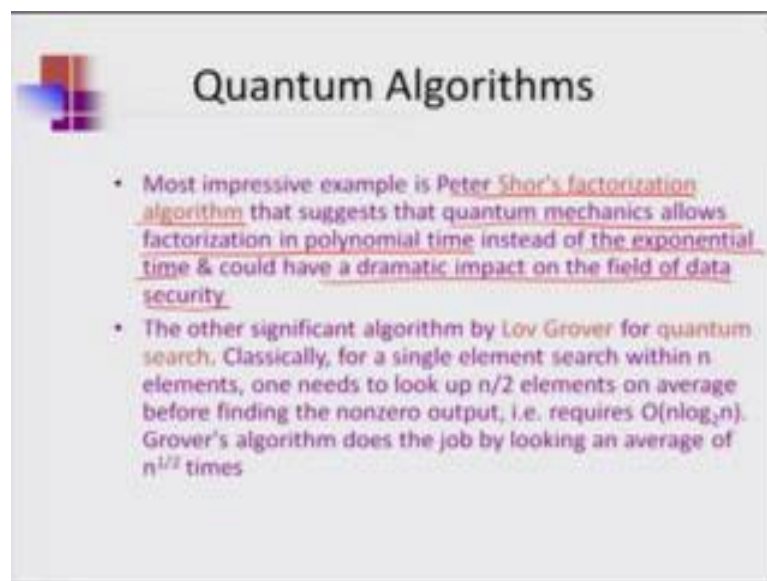 Quantum Algorithms
• Most impressive example is Peter Shor's factorization
algorithm that suggests that quantum mechanics allows
factorization in polynomial time instead of the exponential
time & could have a dramatic impact on the field of data
security
• The other significant algorithm by Lov Grover for quantum
search. Classically, for a single element search within n
elements, one needs to look up n/2 elements on average
before finding the nonzero output, i.e. requires O(nlog₂n).
Grover's algorithm does the job by looking an average of
n^1/2 times